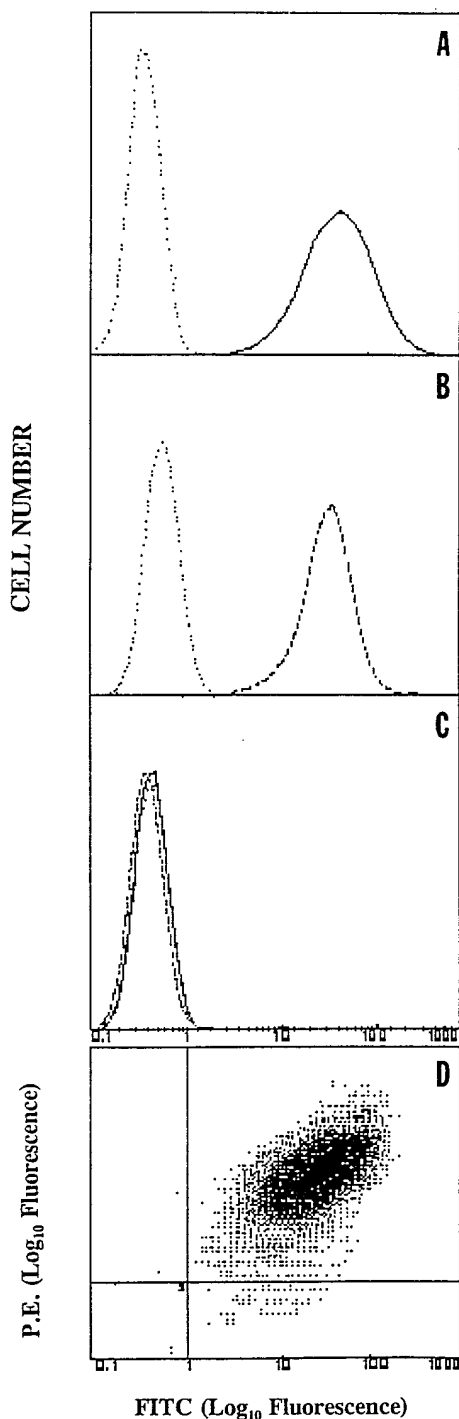 A
B
CELL NUMBER
C
0.1 1 10 100 1000
D
P.E. (Log₁₀ Fluorescence)
0.1 1 10 100 1000
FITC (Log₁₀ Fluorescence)